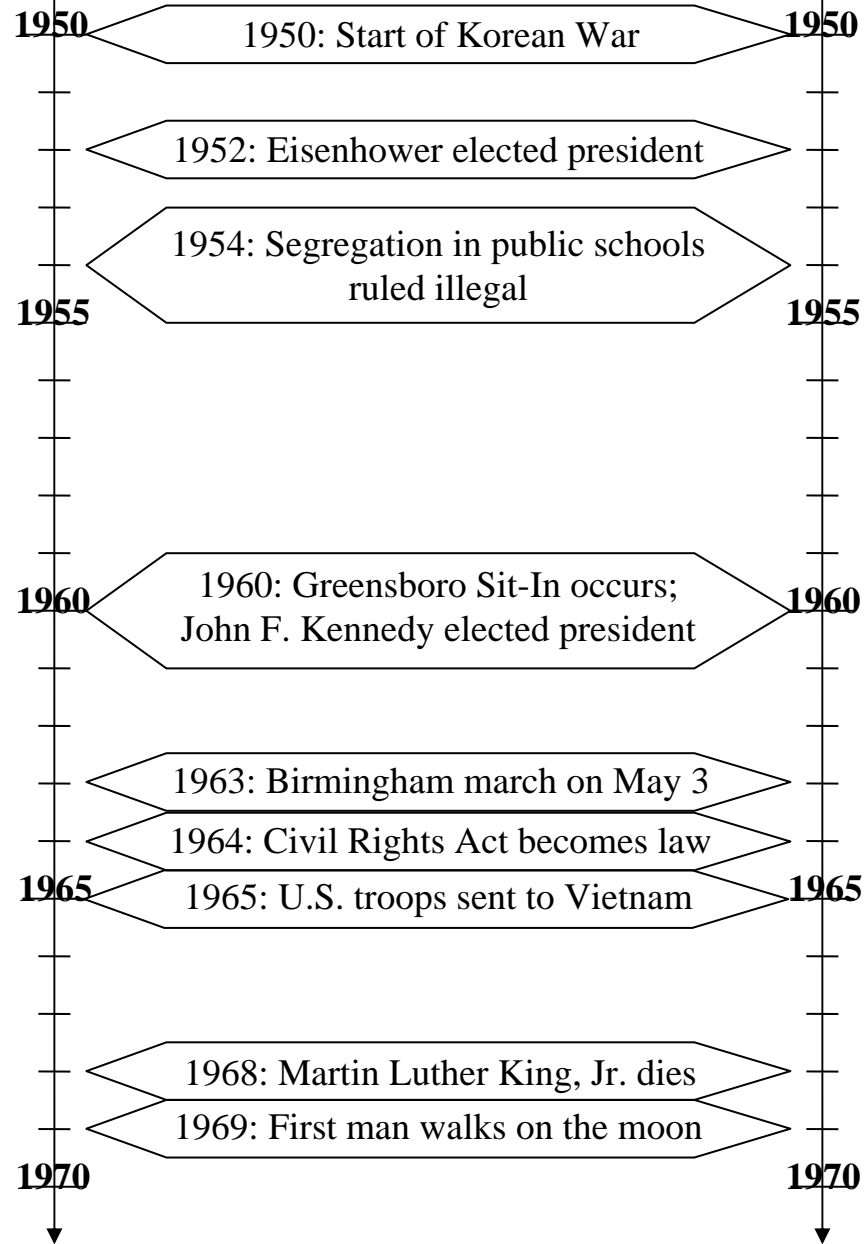 1950 1950
1950: Start of Korean War
1952: Eisenhower elected president
1954: Segregation in public schools
ruled illegal
1955 1955
1960: Greensboro Sit-In occurs;
1960 1960
John F. Kennedy elected president
1963: Birmingham march on May 3
1964: Civil Rights Act becomes law
1965 1965
1965: U.S. troops sent to Vietnam
1968: Martin Luther King, Jr. dies
1969: First man walks on the moon
1970 1970